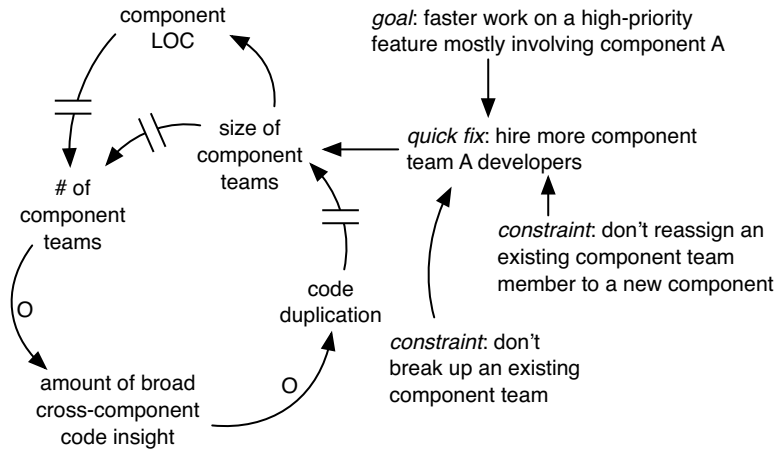 component
LOC
goal: faster work on a high-priority
feature mostly involving component A
size of
component
teams
quick fix: hire more component
team A developers
# of
component
teams
constraint: don't reassign an
existing component team
member to a new component
O
code
duplication
constraint: don't
break up an existing
component team
O
amount of broad
cross-component
code insight